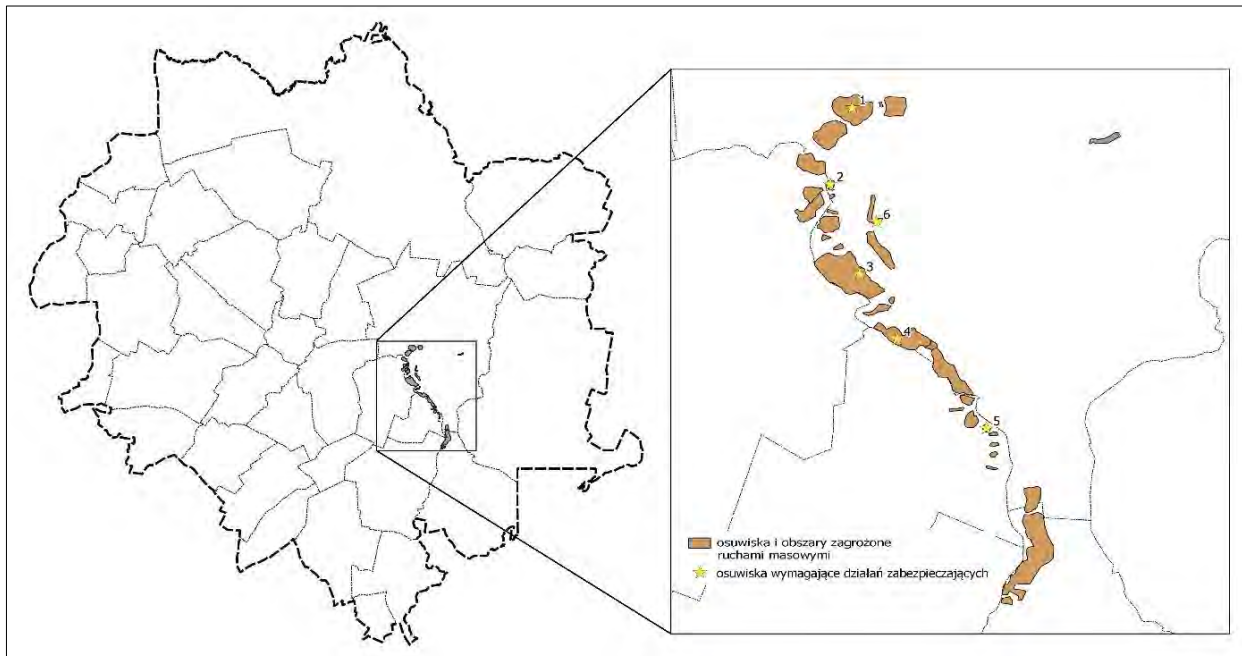 1
2
6
3
4
5
osuwiska i obszary zagrożone
ruchami masowymi
osuwiska wymagające działań zabezpieczających